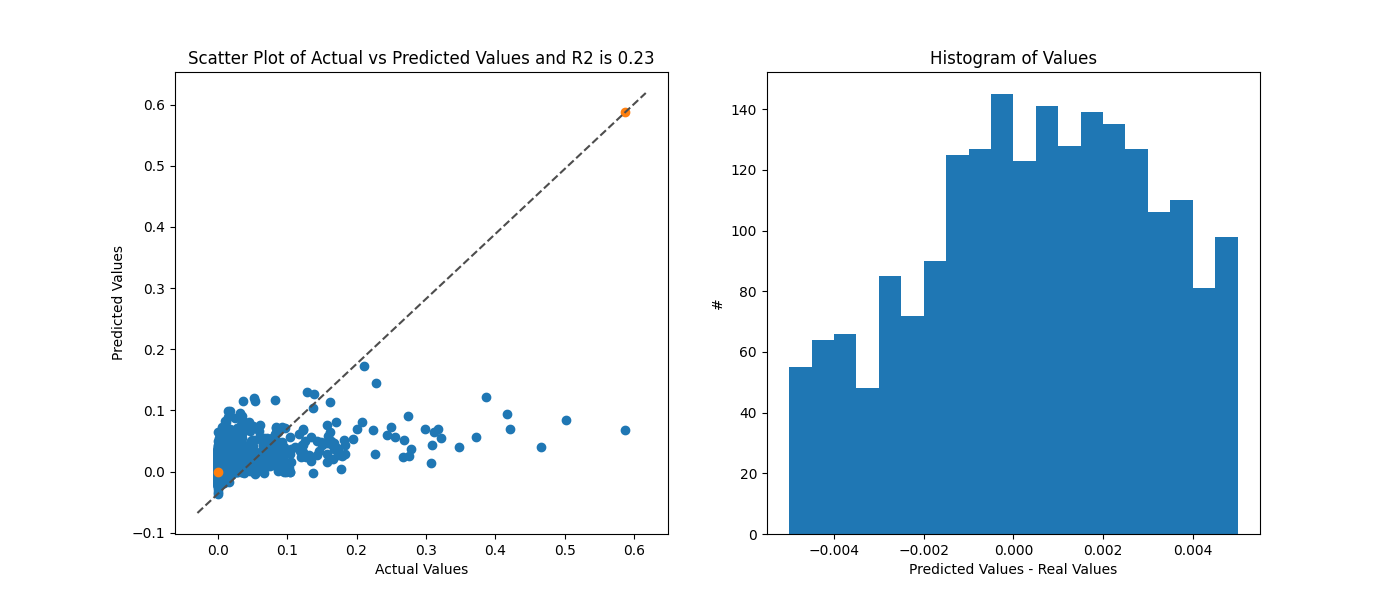 Scatter Plot of Actual vs Predicted Values and R2 is 0.23
0.6
0.5
0.4
0.3
0.2
0.1
0.0
−0.1
Predicted Values
0.0 0.1 0.2 0.3 0.4 0.5 0.6
Actual Values
Histogram of Values
140
120
100
80
60
40
20
0
#
−0.004 −0.002 0.000 0.002 0.004
Predicted Values - Real Values